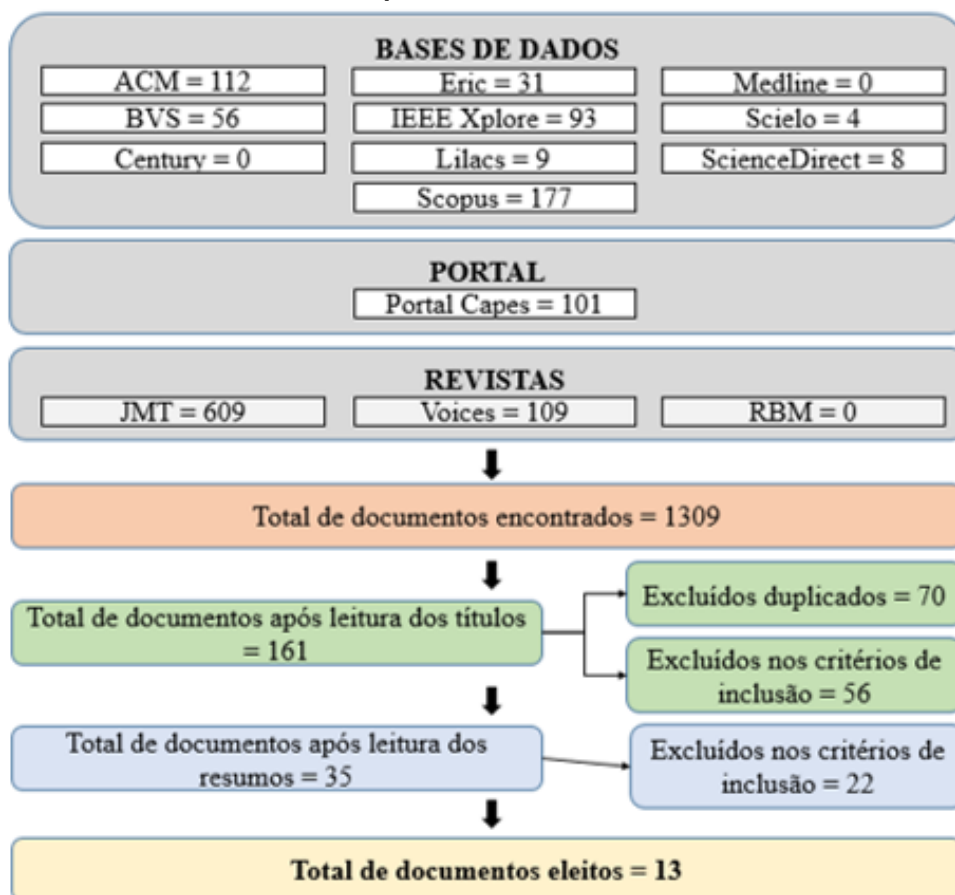 BASES DE DADOS
ACM = 112
Eric = 31
Medline = 0
BVS = 56
IEEE Xplore = 93
Scielo = 4
Century = 0
Lilacs = 9
ScienceDirect = 8
Scopus = 177
PORTAL
Portal Capes = 101
REVISTAS
JMT = 609
Voices = 109
RBM = 0
Total de documentos encontrados = 1309
Total de documentos após leitura dos títulos
= 161
Excluídos duplicados = 70
Excluídos nos critérios de
inclusão = 56
Total de documentos após leitura dos
resumos = 35
Excluídos nos critérios de
inclusão = 22
Total de documentos eleitos = 13